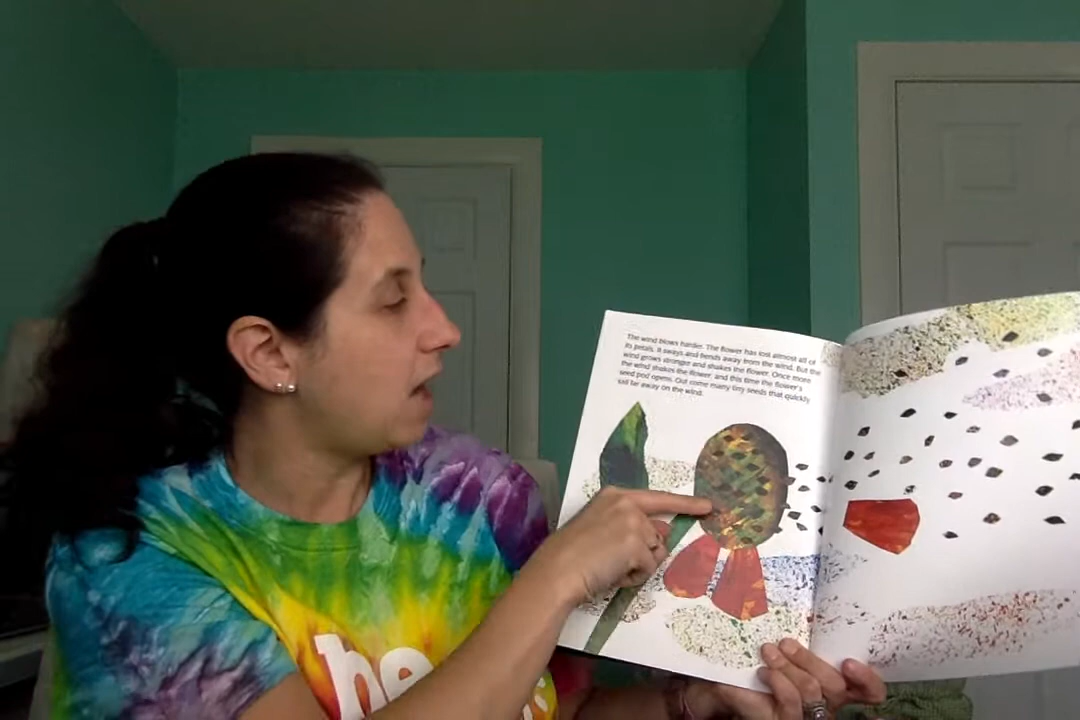 The wind blows harder. The flower has lost almost all of
its petals. It sways and bends away from the wind. But the
wind grows stronger and shakes the flower. Once more
the wind shakes the flower, and this time the flower's
seed pod opens. Out come many tiny seeds that quickly
sail far away on the wind.
he